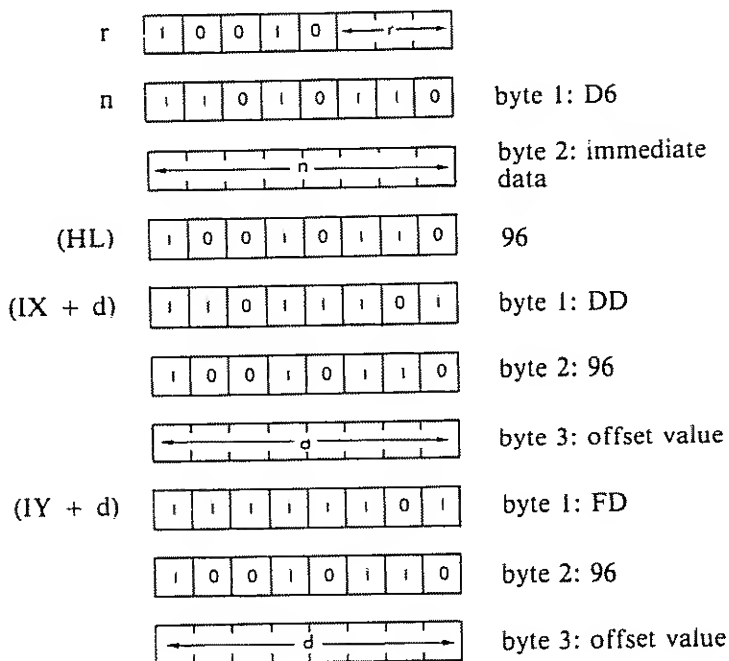 r 1 0 0 1 0 r
n 1 1 0 1 0 1 1 0 byte 1: D6
n byte 2: immediate
data
(HL) 1 0 0 1 0 1 1 0 96
(IX + d) 1 1 0 1 1 1 0 1 byte 1: DD
1 0 0 1 0 1 1 0 byte 2: 96
d byte 3: offset value
(IY + d) 1 1 1 1 1 1 0 1 byte 1: FD
1 0 0 1 0 1 1 0 byte 2: 96
d byte 3: offset value